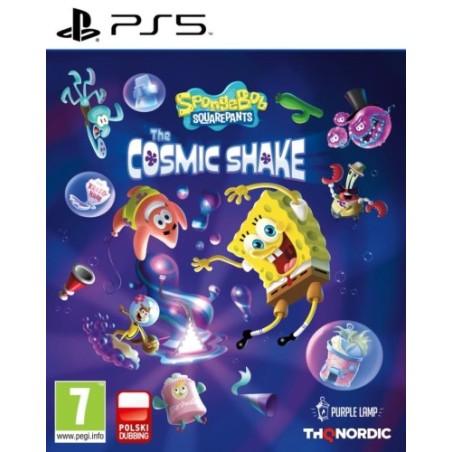 PS5
SpongeBob
SQUAREPANTS
The
COSMIC SHAKE
7
www.pegi.info
POLSKI
DUBBING
PURPLE LAMP
THQNORDIC